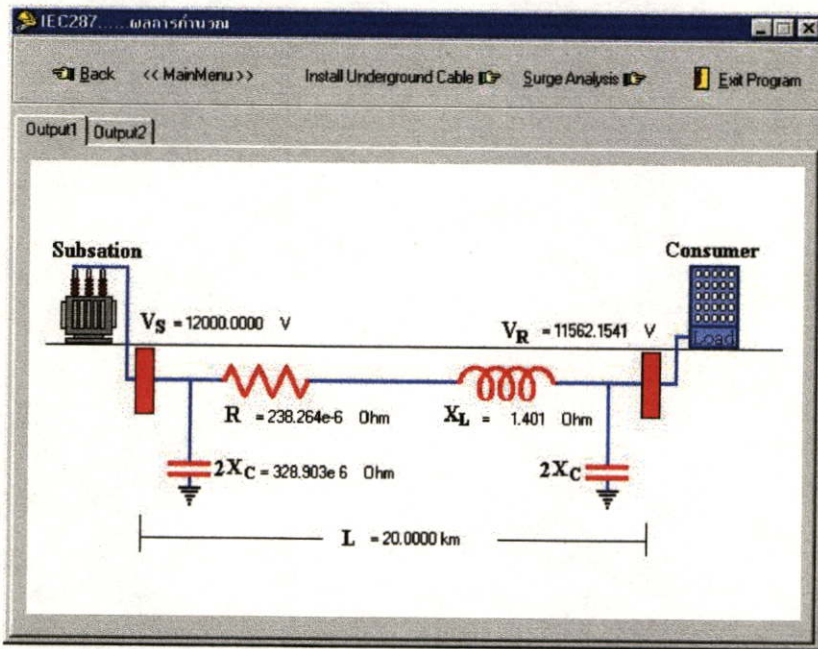 IEC287......ผลการคำนวณ
Back << MainMenu >> Install Underground Cable Surge Analysis Exit Program
Output1 Output2
Subsation Consumer
VS = 12000.0000 V VR = 11562.1541 V
Load
R = 238.264e-6 Ohm XL = 1.401 Ohm
2XC = 328.903e 6 Ohm 2XC
L = 20.0000 km